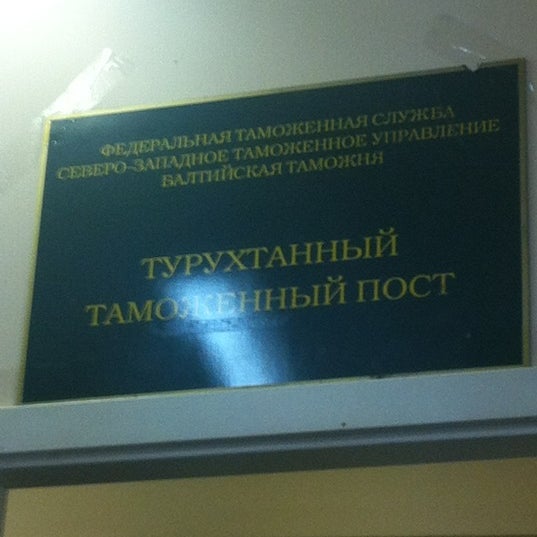 ФЕДЕРАЛЬНАЯ ТАМОЖЕННАЯ СЛУЖБА
СЕВЕРО-ЗАПАДНОЕ ТАМОЖЕННОЕ УПРАВЛЕНИЕ
БАЛТИЙСКАЯ ТАМОЖНЯ
ТУРУХТАННЫЙ
ТАМОЖЕННЫЙ ПОСТ